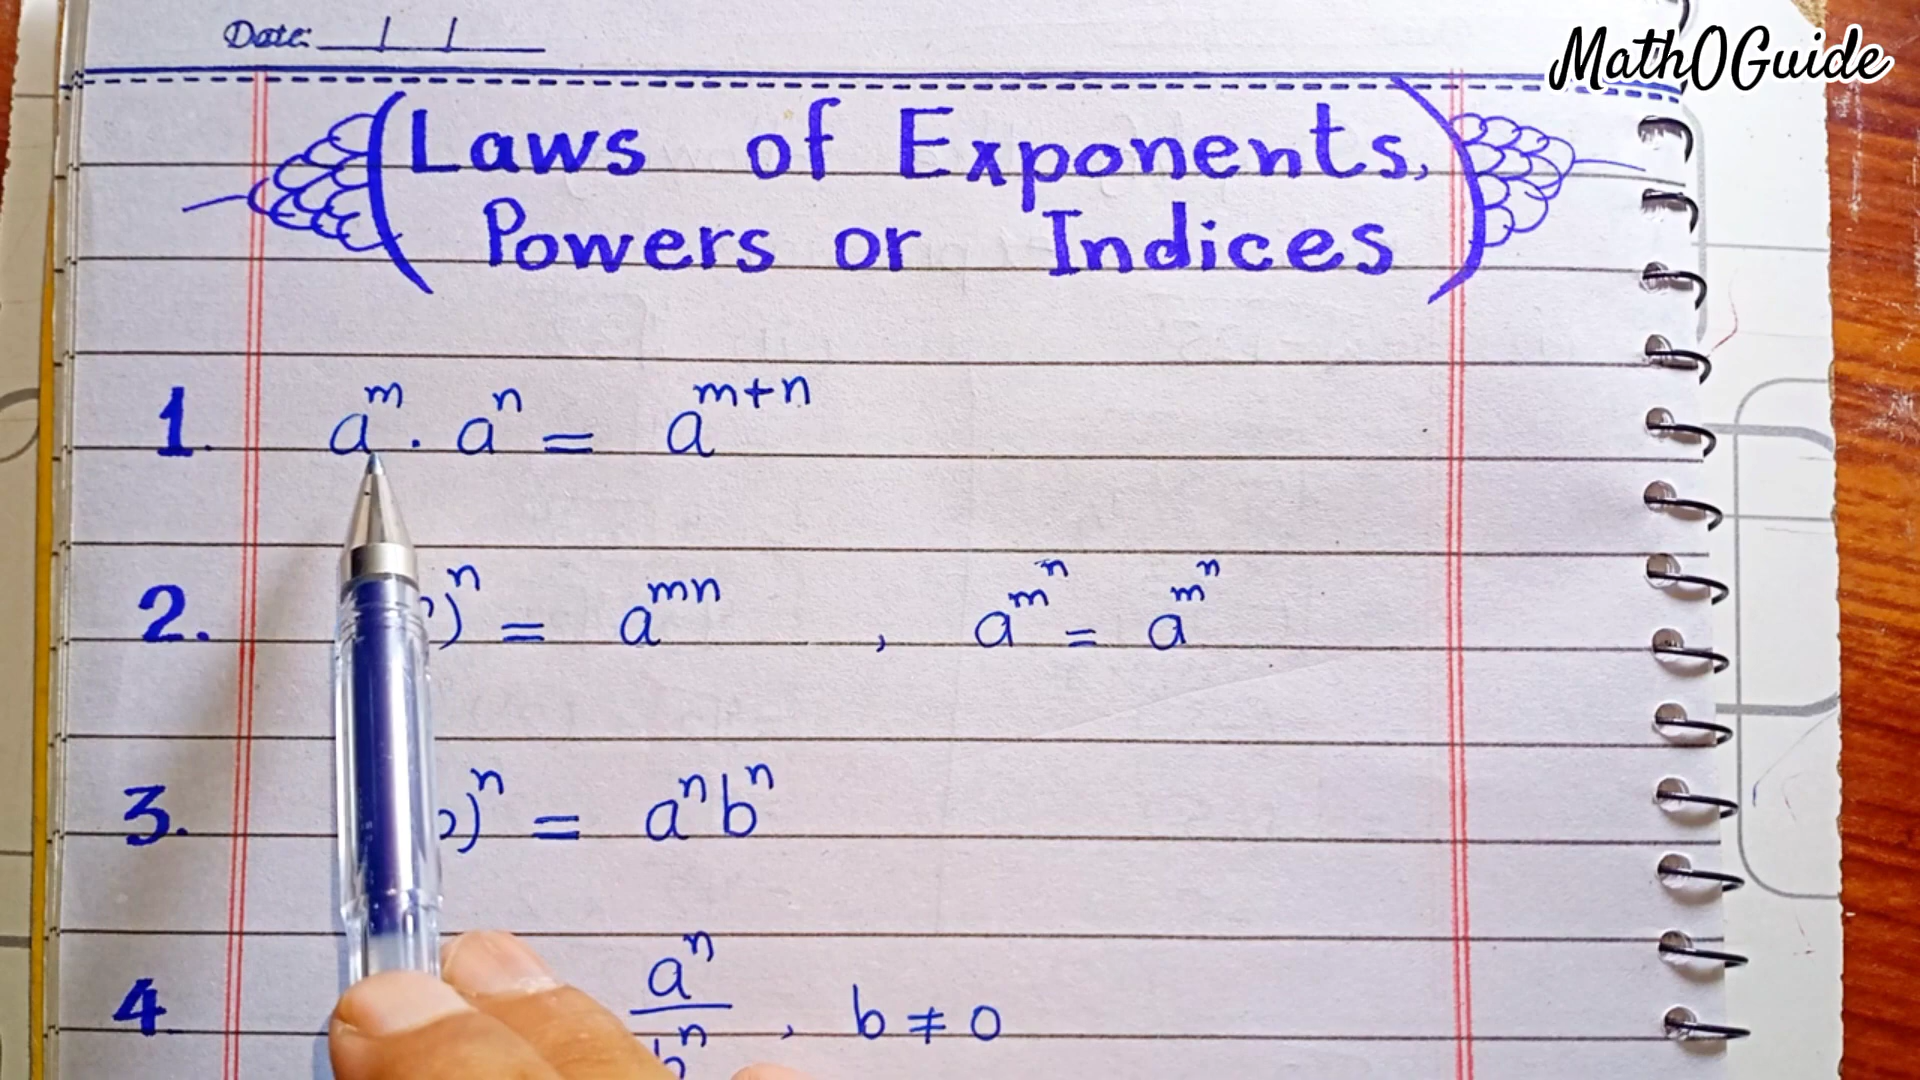 Date:
MathOGuide
Laws of Exponents,
Powers or Indices
1. a^m . a^n = a^{m+n}
2. )^n = a^{mn} , a^{m^n} = a^{m^n}
3. )^n = a^n b^n
4 a^n / b^n , b ≠ 0